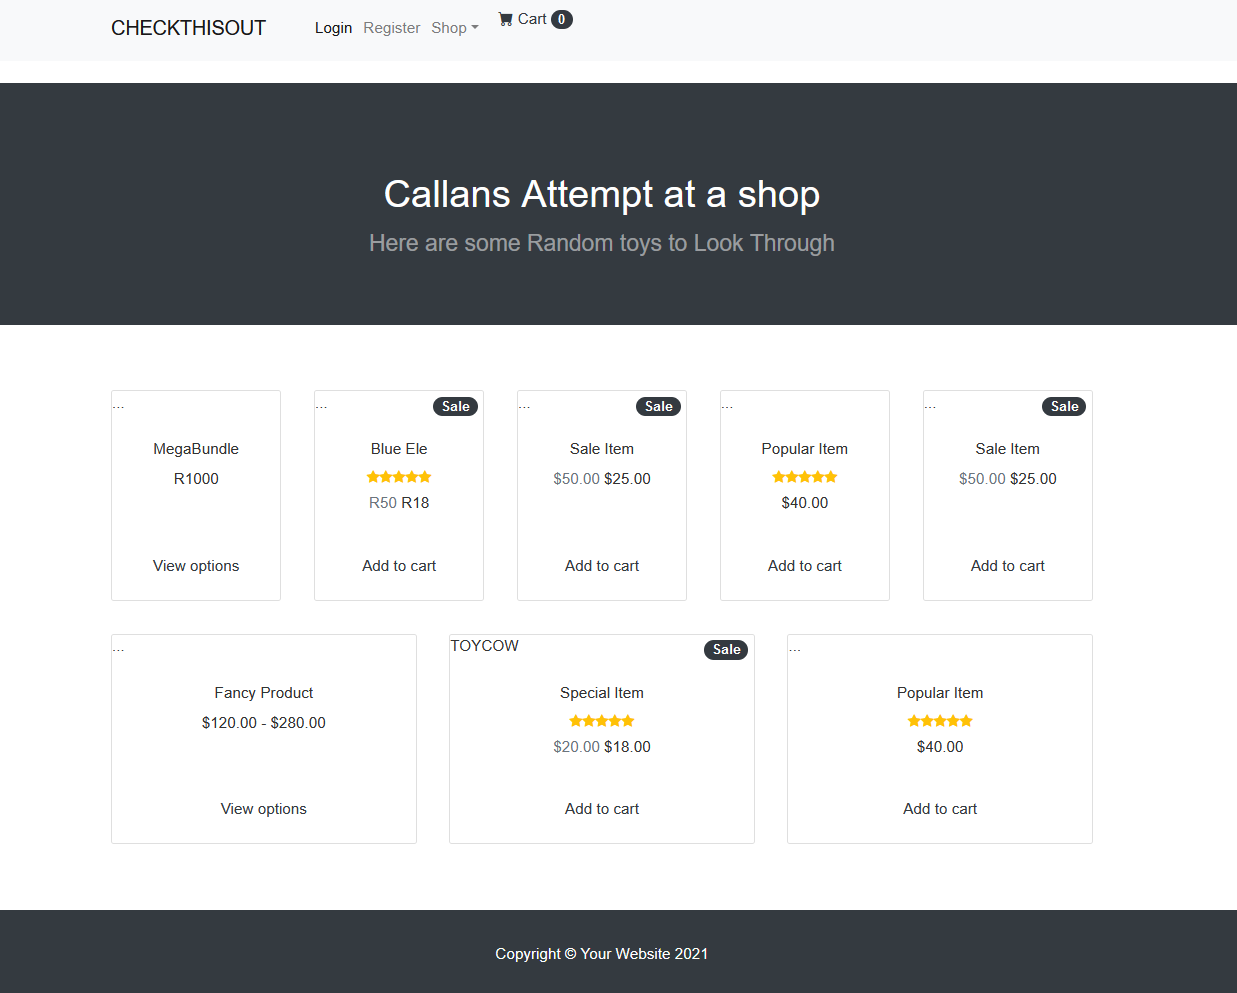 CHECKTHISOUT Login Register Shop Cart 0
Callans Attempt at a shop
Here are some Random toys to Look Through
...
MegaBundle
R1000
View options
... Sale
Blue Ele
R50 R18
Add to cart
... Sale
Sale Item
$50.00 $25.00
Add to cart
...
Popular Item
$40.00
Add to cart
... Sale
Sale Item
$50.00 $25.00
Add to cart
...
Fancy Product
$120.00 - $280.00
View options
TOYCOW Sale
Special Item
$20.00 $18.00
Add to cart
...
Popular Item
$40.00
Add to cart
Copyright © Your Website 2021